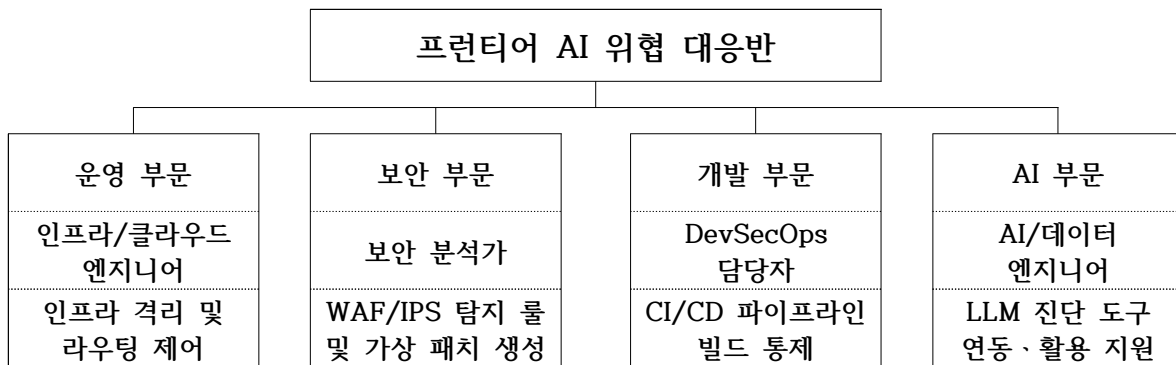 프런티어 AI 위협 대응반
운영 부문
인프라/클라우드
엔지니어
인프라 격리 및
라우팅 제어
보안 부문
보안 분석가
WAF/IPS 탐지 룰
및 가상 패치 생성
개발 부문
DevSecOps
담당자
CI/CD 파이프라인
빌드 통제
AI 부문
AI/데이터
엔지니어
LLM 진단 도구
연동ㆍ활용 지원